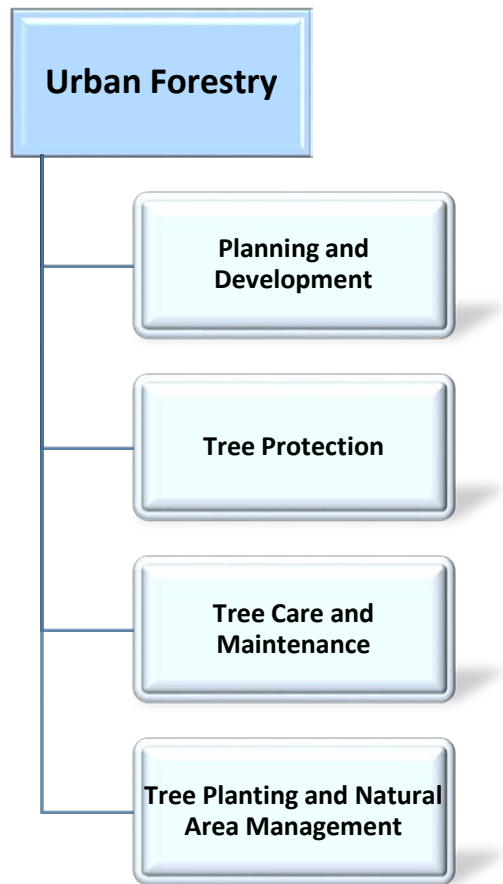 Urban Forestry
Planning and
Development
Tree Protection
Tree Care and
Maintenance
Tree Planting and Natural
Area Management